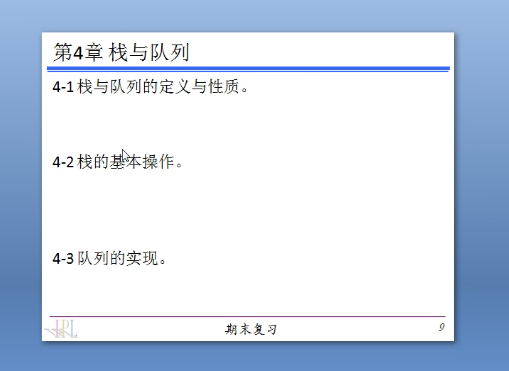 第4章 栈与队列
4-1 栈与队列的定义与性质。
4-2 栈的基本操作。
4-3 队列的实现。
期末复习
9